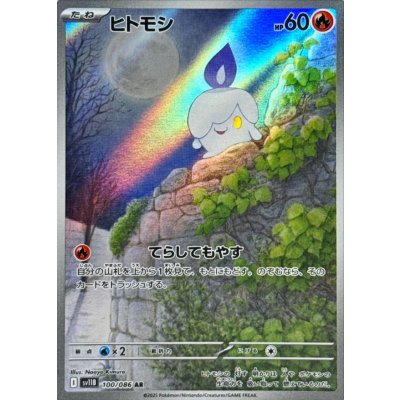 たね
ヒトモシ
HP 60
てらしてもやす
自分の山札を上から1枚見て、もとにもどす。のぞむなら、その
カードをトラッシュする。
弱点 ×2 抵抗力 にげる
Illus. Naoyo Kimura
I sv11B 100/086 AR
©2025 Pokémon/Nintendo/Creatures/GAME FREAK.